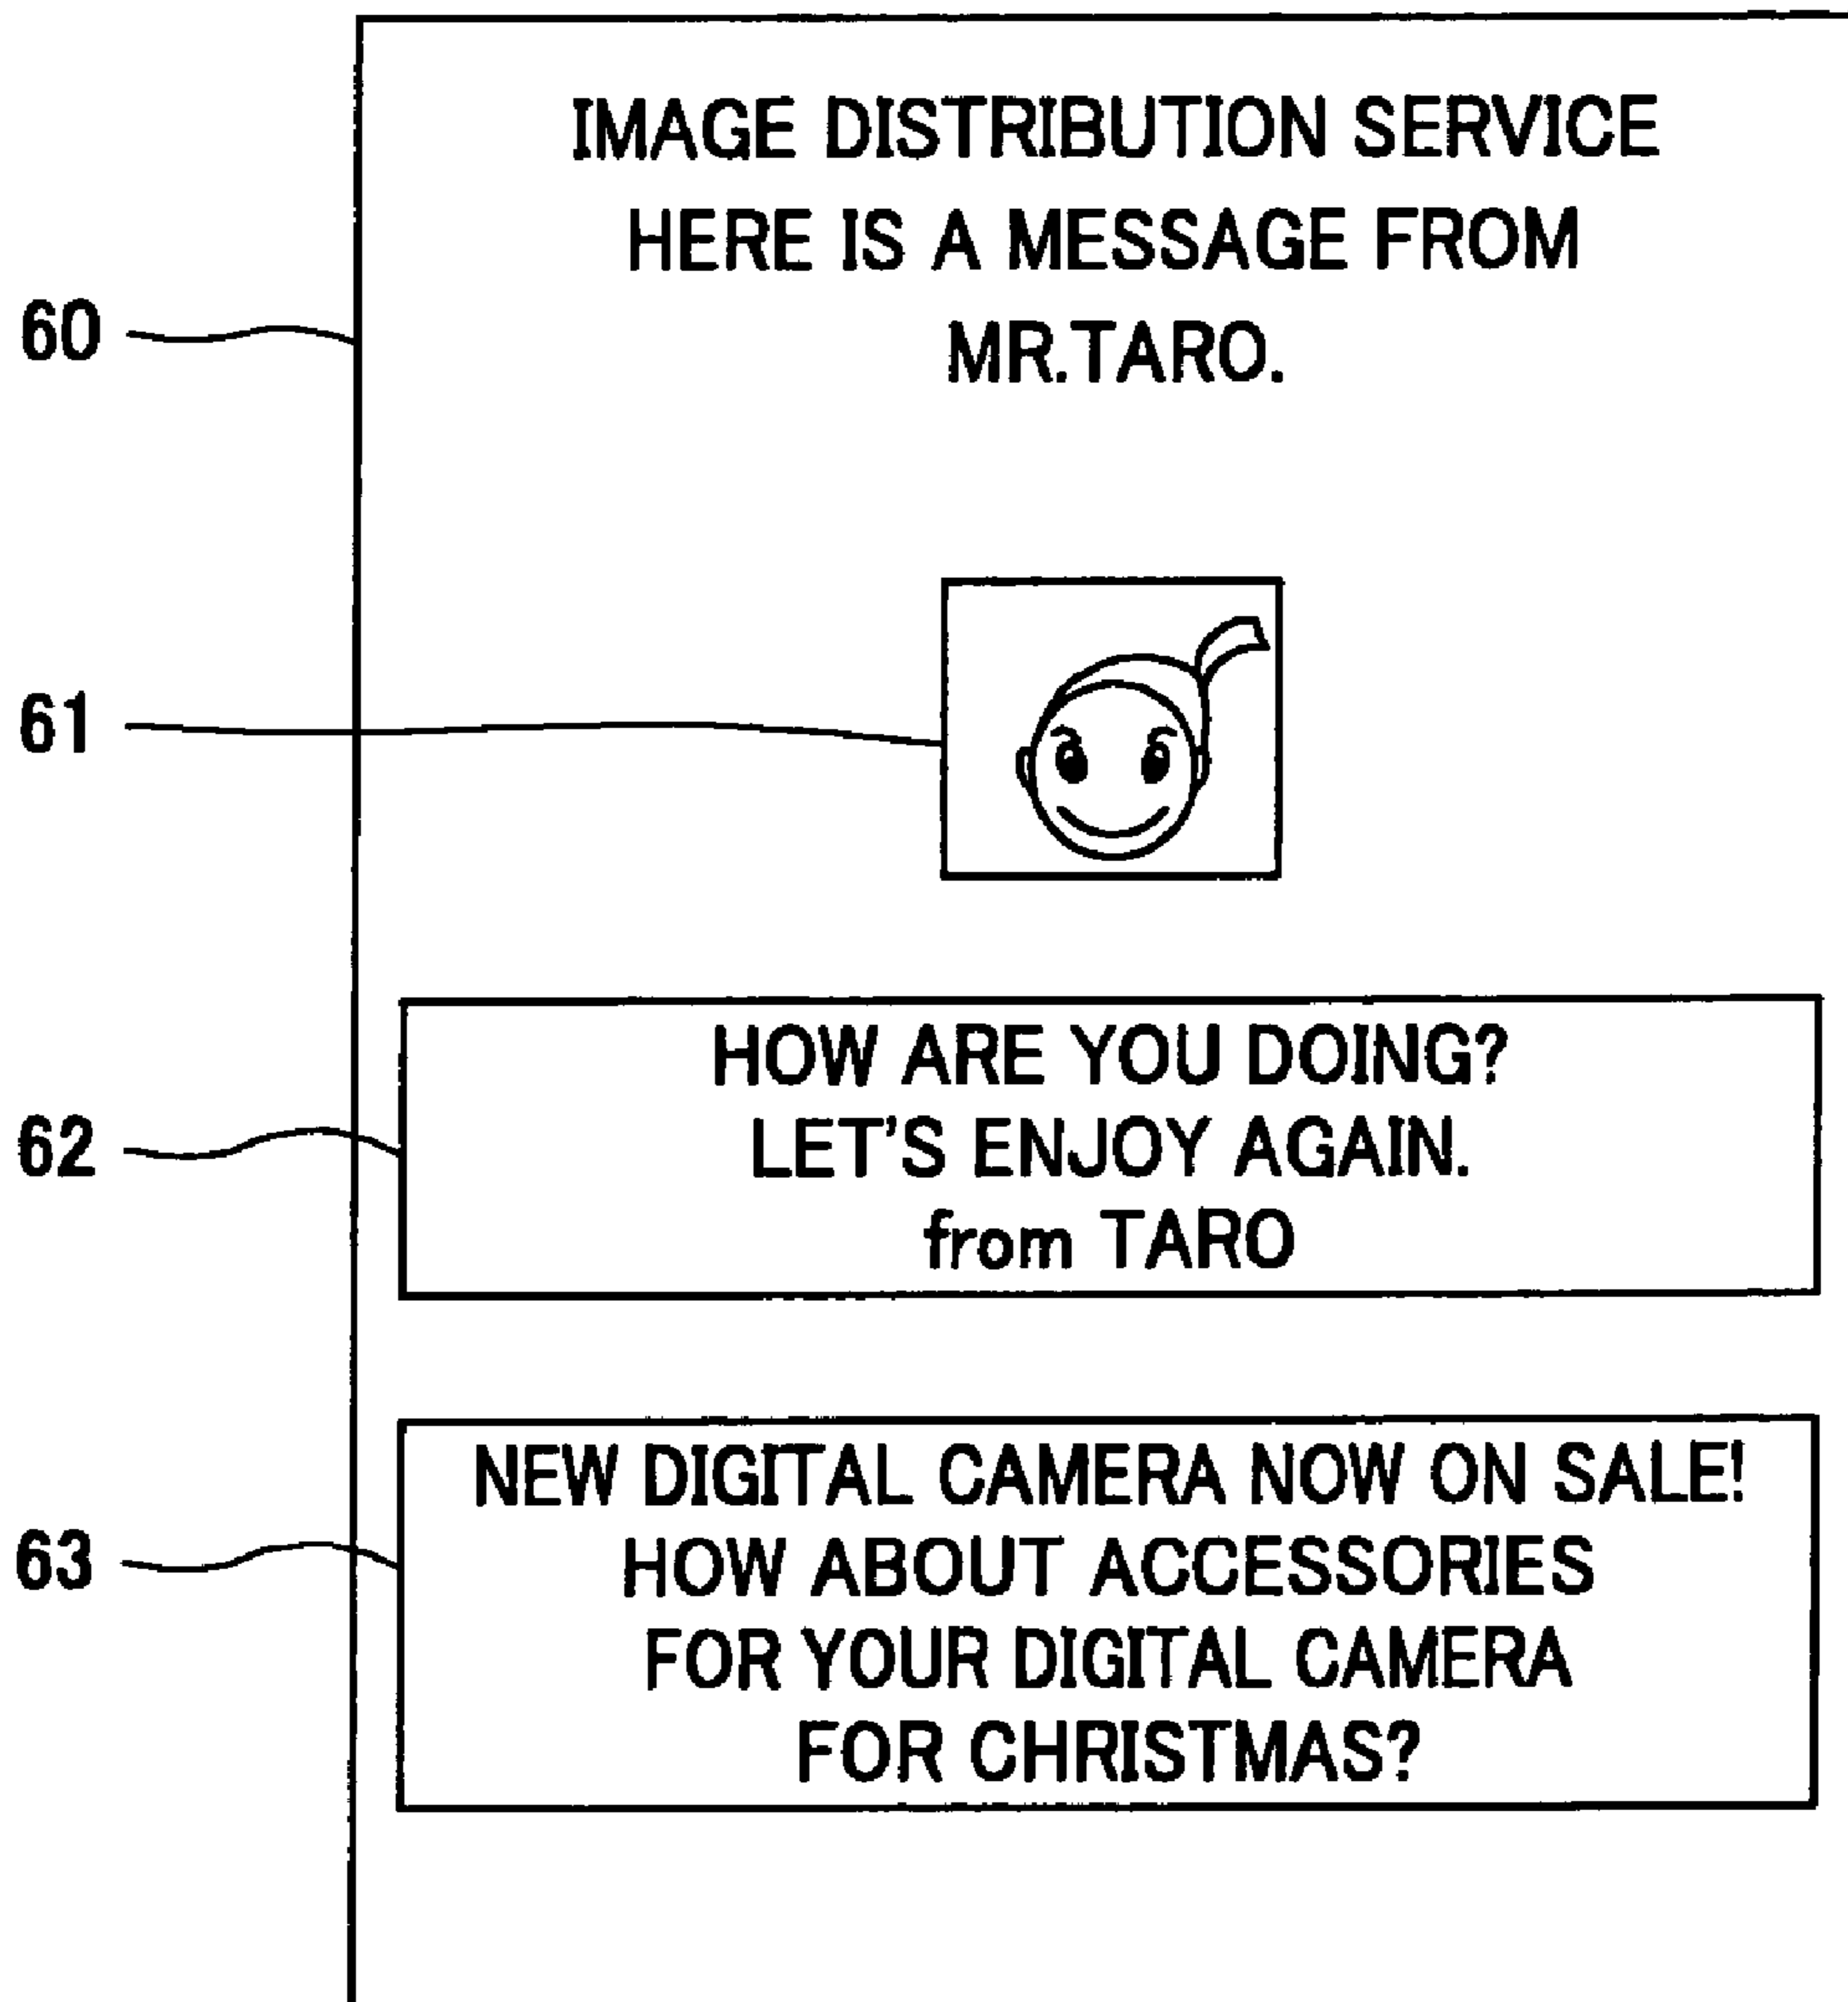 IMAGE DISTRIBUTION SERVICE
HERE IS A MESSAGE FROM
MR.TARO.
60
61
HOW ARE YOU DOING?
LET'S ENJOY AGAIN.
from TARO
62
NEW DIGITAL CAMERA NOW ON SALE!
HOW ABOUT ACCESSORIES
FOR YOUR DIGITAL CAMERA
FOR CHRISTMAS?
63